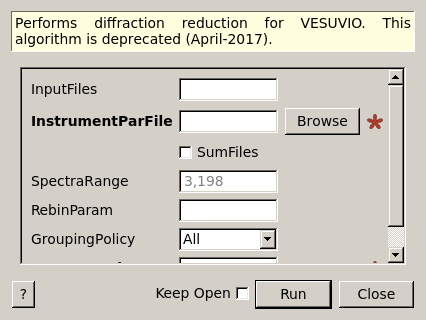 Performs diffraction reduction for VESUVIO. This
algorithm is deprecated (April-2017).
InputFiles
InstrumentParFile Browse *
SumFiles
SpectraRange 3,198
RebinParam
GroupingPolicy All
? Keep Open Run Close